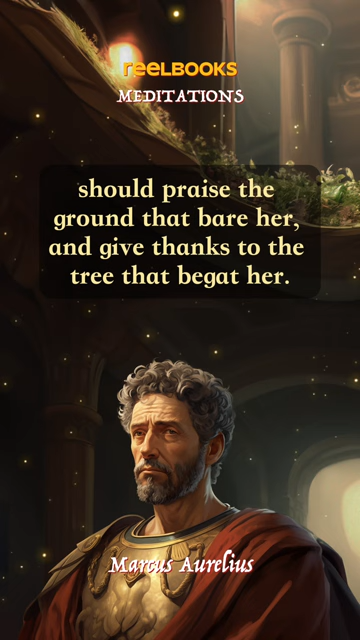 reelBOOKS
MEDITATIONS
should praise the
ground that bare her,
and give thanks to the
tree that begat her.
Marcus Aurelius